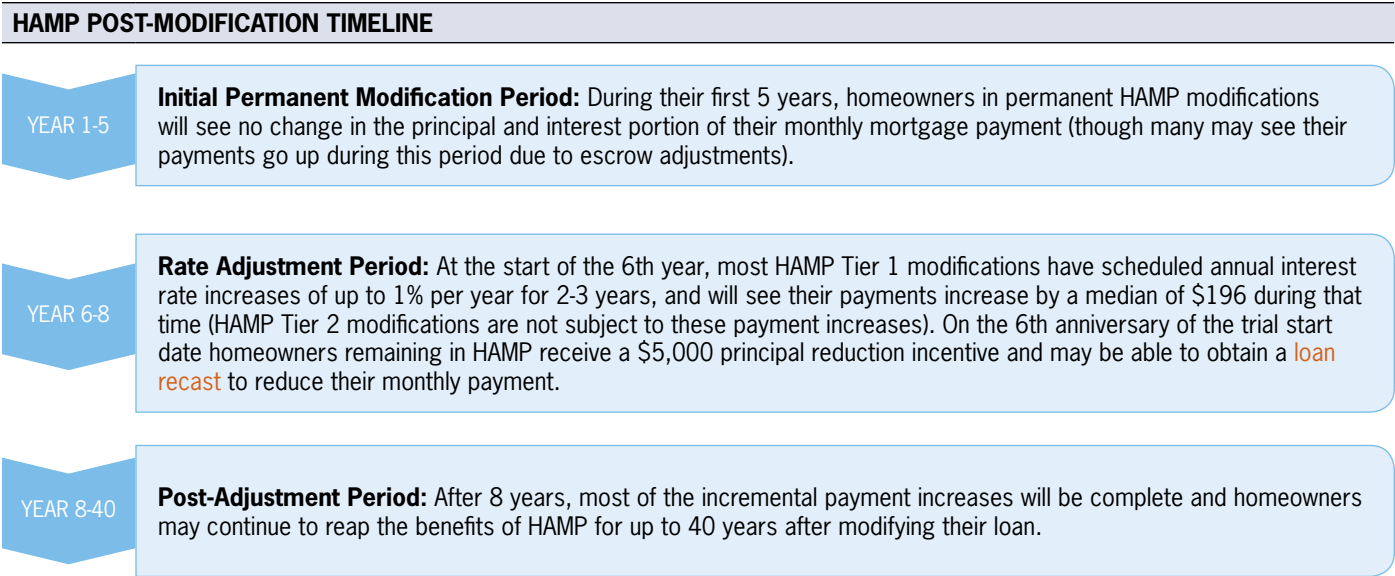 HAMP POST-MODIFICATION TIMELINE
YEAR 1-5
Initial Permanent Modification Period: During their first 5 years, homeowners in permanent HAMP modifications
will see no change in the principal and interest portion of their monthly mortgage payment (though many may see their
payments go up during this period due to escrow adjustments).
YEAR 6-8
Rate Adjustment Period: At the start of the 6th year, most HAMP Tier 1 modifications have scheduled annual interest
rate increases of up to 1% per year for 2-3 years, and will see their payments increase by a median of $196 during that
time (HAMP Tier 2 modifications are not subject to these payment increases). On the 6th anniversary of the trial start
date homeowners remaining in HAMP receive a $5,000 principal reduction incentive and may be able to obtain a loan
recast to reduce their monthly payment.
YEAR 8-40
Post-Adjustment Period: After 8 years, most of the incremental payment increases will be complete and homeowners
may continue to reap the benefits of HAMP for up to 40 years after modifying their loan.